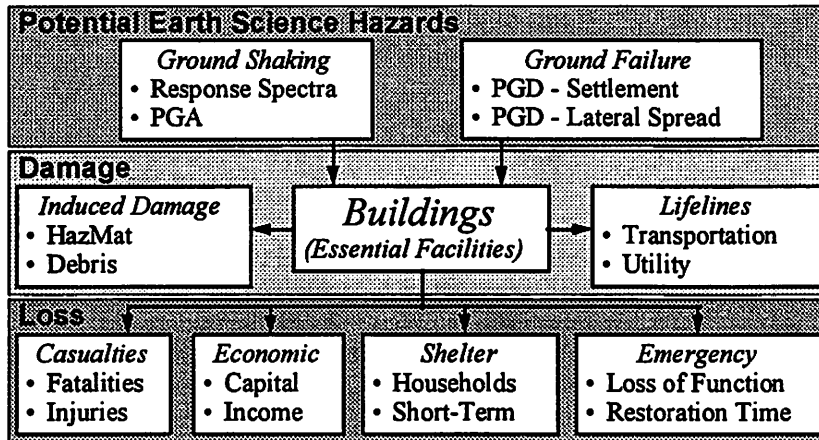 Potential Earth Science Hazards
Ground Shaking
• Response Spectra
• PGA
Ground Failure
• PGD - Settlement
• PGD - Lateral Spread
Damage
Induced Damage
• HazMat
• Debris
Buildings
(Essential Facilities)
Lifelines
• Transportation
• Utility
Loss
Casualties
• Fatalities
• Injuries
Economic
• Capital
• Income
Shelter
• Households
• Short-Term
Emergency
• Loss of Function
• Restoration Time